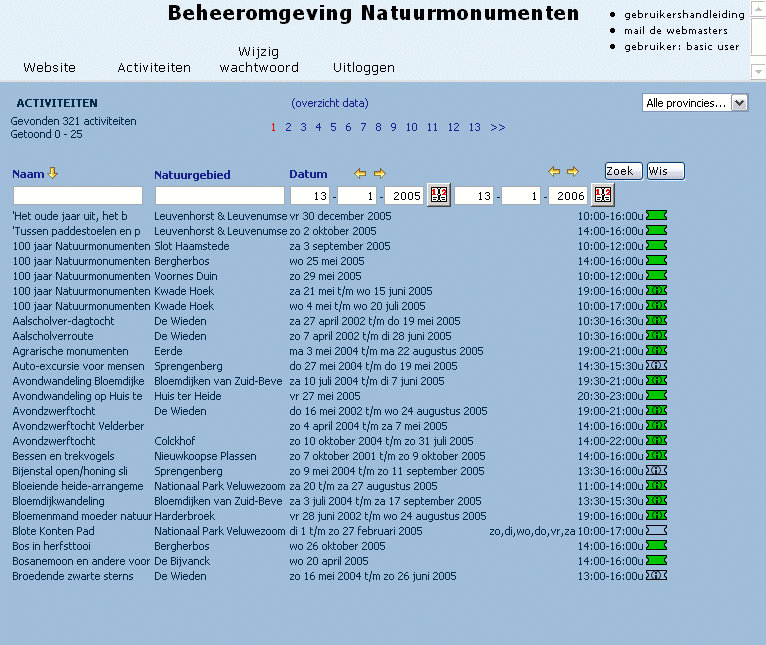 Beheeromgeving Natuurmonumenten
gebruikershandleiding
mail de webmasters
gebruiker: basic user
Website Activiteiten Wijzig wachtwoord Uitloggen
ACTIVITEITEN (overzicht data) Alle provincies...
Gevonden 321 activiteiten
Getoond 0 - 25
1 2 3 4 5 6 7 8 9 10 11 12 13 >>
Naam Natuurgebied Datum Zoek Wis
13 - 1 - 2005 13 - 1 - 2006
'Het oude jaar uit, het b Leuvenhorst & Leuvenumse vr 30 december 2005 10:00-16:00u
'Tussen paddestoelen en p Leuvenhorst & Leuvenumse zo 2 oktober 2005 14:00-16:00u
100 jaar Natuurmonumenten Slot Haamstede za 3 september 2005 10:00-12:00u
100 jaar Natuurmonumenten Bergherbos wo 25 mei 2005 14:00-16:00u
100 jaar Natuurmonumenten Voornes Duin zo 29 mei 2005 10:00-12:00u
100 jaar Natuurmonumenten Kwade Hoek za 21 mei t/m wo 15 juni 2005 19:00-16:00u
100 jaar Natuurmonumenten Kwade Hoek wo 4 mei t/m wo 20 juli 2005 10:00-17:00u
Aalscholver-dagtocht De Wieden za 27 april 2002 t/m do 19 mei 2005 10:30-16:30u
Aalscholverroute De Wieden zo 7 april 2002 t/m di 28 juni 2005 10:30-16:00u
Agrarische monumenten Eerde ma 3 mei 2004 t/m ma 22 augustus 2005 19:00-21:00u
Auto-excursie voor mensen Sprengenberg do 27 mei 2004 t/m do 19 mei 2005 14:30-15:30u
Avondwandeling Bloemdijke Bloemdijken van Zuid-Beve za 10 juli 2004 t/m di 7 juni 2005 19:30-21:00u
Avondwandeling op Huis te Huis ter Heide vr 27 mei 2005 20:30-23:00u
Avondzwerftocht De Wieden do 16 mei 2002 t/m wo 24 augustus 2005 19:00-21:00u
Avondzwerftocht Velderber zo 4 april 2004 t/m za 7 mei 2005 14:00-16:00u
Avondzwerftocht Colckhof zo 10 oktober 2004 t/m zo 31 juli 2005 14:00-22:00u
Bessen en trekvogels Nieuwkoopse Plassen zo 7 oktober 2001 t/m zo 9 oktober 2005 14:00-16:00u
Bijenstal open/honing sli Sprengenberg zo 9 mei 2004 t/m zo 11 september 2005 13:30-16:00u
Bloeiende heide-arrangeme Nationaal Park Veluwezoom za 20 t/m za 27 augustus 2005 11:00-14:00u
Bloemdijkwandeling Bloemdijken van Zuid-Beve za 3 juli 2004 t/m za 17 september 2005 13:30-15:30u
Bloemenmand moeder natuur Harderbroek vr 28 juni 2002 t/m wo 24 augustus 2005 19:00-16:00u
Blote Konten Pad Nationaal Park Veluwezoom di 1 t/m zo 27 februari 2005 zo,di,wo,do,vr,za 10:00-17:00u
Bos in herfsttooi Bergherbos wo 26 oktober 2005 14:00-16:00u
Bosanemoon en andere voor De Bijvanck wo 20 april 2005 14:00-16:00u
Broedende zwarte sterns De Wieden zo 16 mei 2004 t/m zo 26 juni 2005 13:00-16:00u